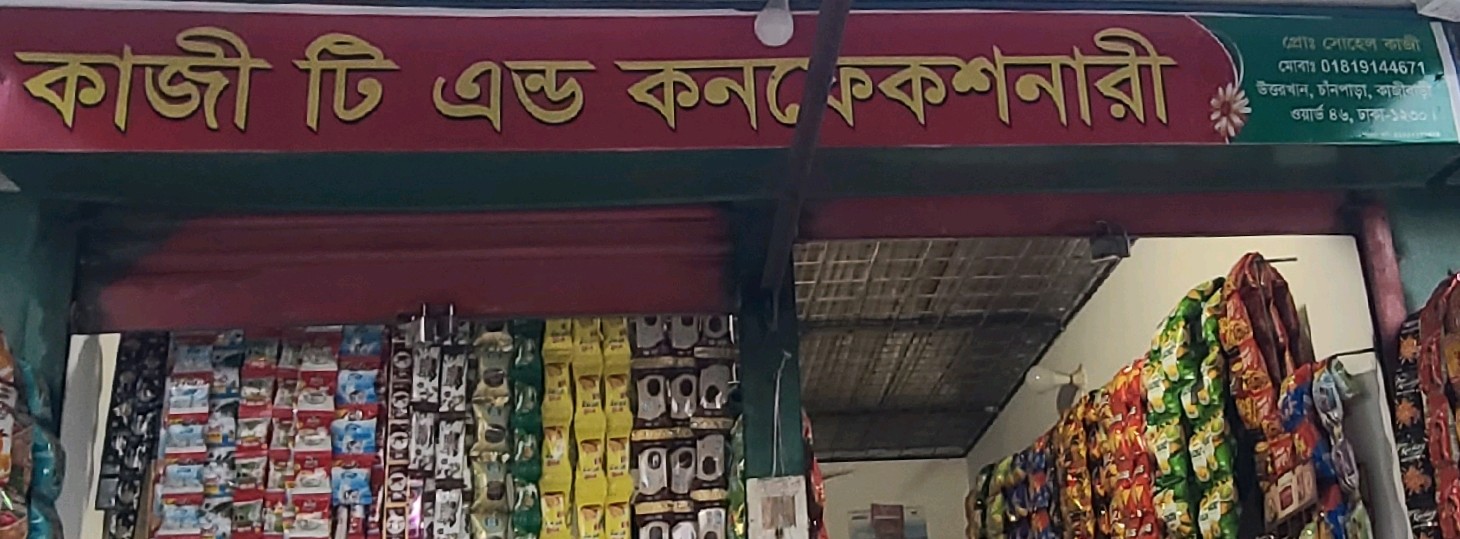 কাজী টি এন্ড কনফেকশনারী
প্রোঃ সোহেল কাজী
মোবাঃ 01819144671
উত্তরখান, চাঁনপাড়া, কাজীবাড়ী
ওয়ার্ড ৪৬, ঢাকা-১২৩০।